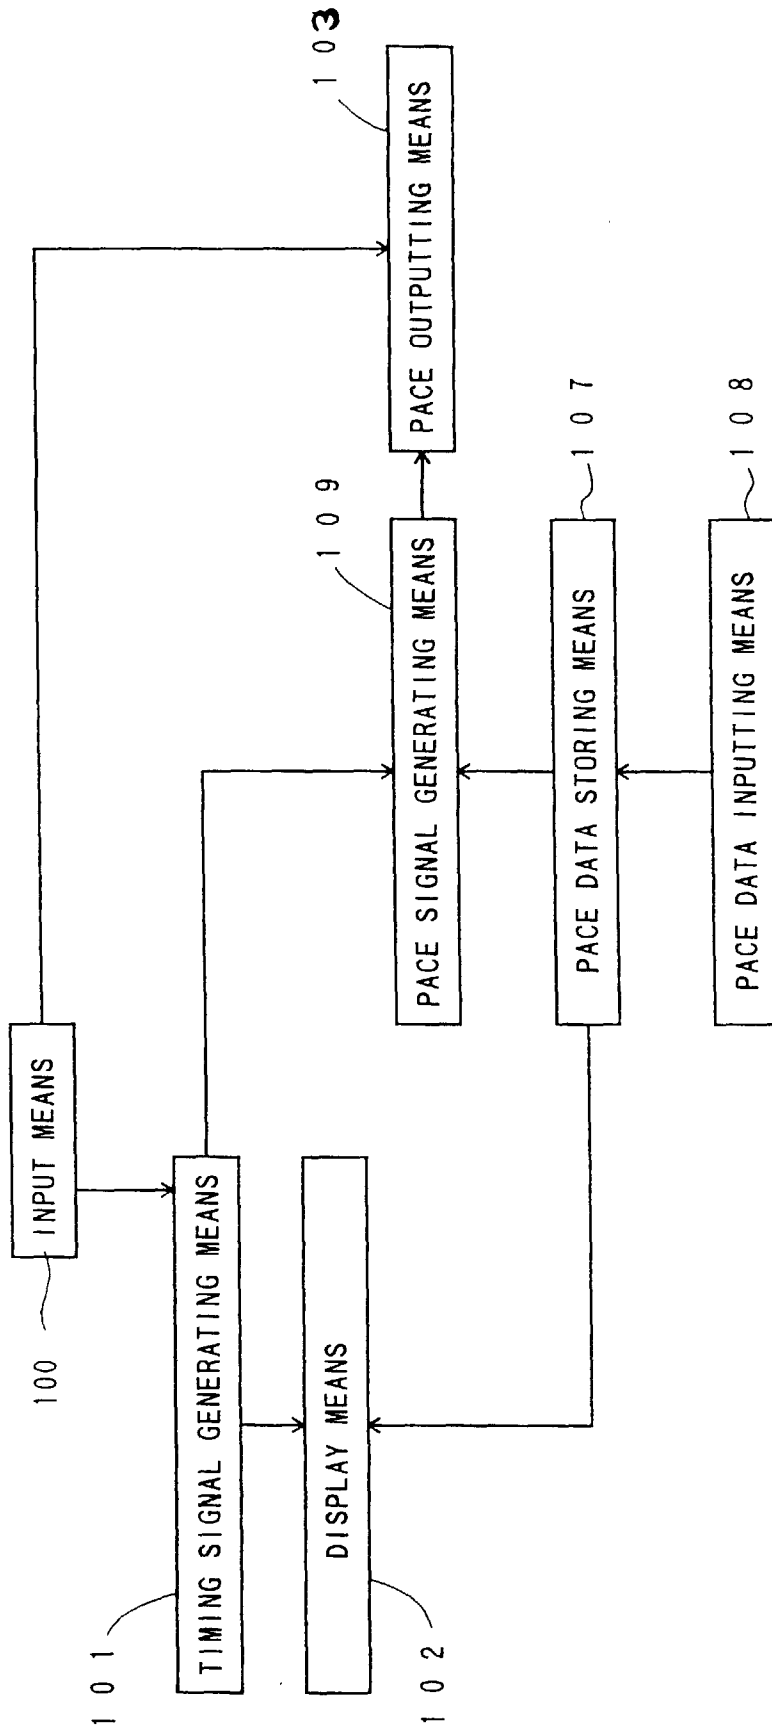 100
INPUT MEANS
101
TIMING SIGNAL GENERATING MEANS
DISPLAY MEANS
102
103
PACE OUTPUTTING MEANS
109
PACE SIGNAL GENERATING MEANS
107
PACE DATA STORING MEANS
108
PACE DATA INPUTTING MEANS